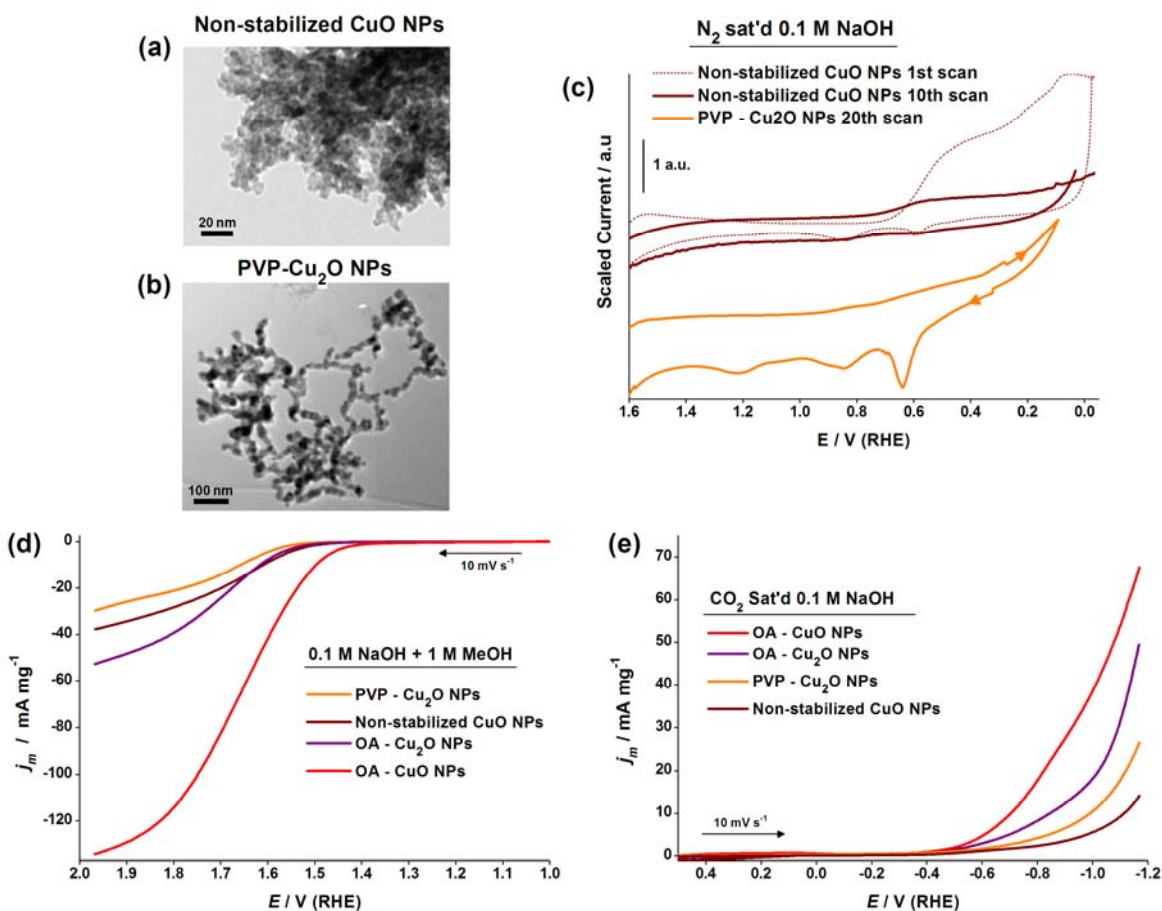 Non-stabilized CuO NPs
(a)
20 nm
PVP-Cu₂O NPs
(b)
100 nm
N₂ sat'd 0.1 M NaOH
(c)
Non-stabilized CuO NPs 1st scan
Non-stabilized CuO NPs 10th scan
PVP - Cu2O NPs 20th scan
1 a.u.
Scaled Current / a.u
1.6 1.4 1.2 1.0 0.8 0.6 0.4 0.2 0.0
E / V (RHE)
(d)
0
-20
-40
-60
-80
-100
-120
jm / mA mg⁻¹
10 mV s⁻¹
0.1 M NaOH + 1 M MeOH
PVP - Cu₂O NPs
Non-stabilized CuO NPs
OA - Cu₂O NPs
OA - CuO NPs
2.0 1.9 1.8 1.7 1.6 1.5 1.4 1.3 1.2 1.1 1.0
E / V (RHE)
(e)
70
60
50
40
30
20
10
0
jm / mA mg⁻¹
CO₂ Sat'd 0.1 M NaOH
OA - CuO NPs
OA - Cu₂O NPs
PVP - Cu₂O NPs
Non-stabilized CuO NPs
10 mV s⁻¹
0.4 0.2 0.0 -0.2 -0.4 -0.6 -0.8 -1.0 -1.2
E / V (RHE)